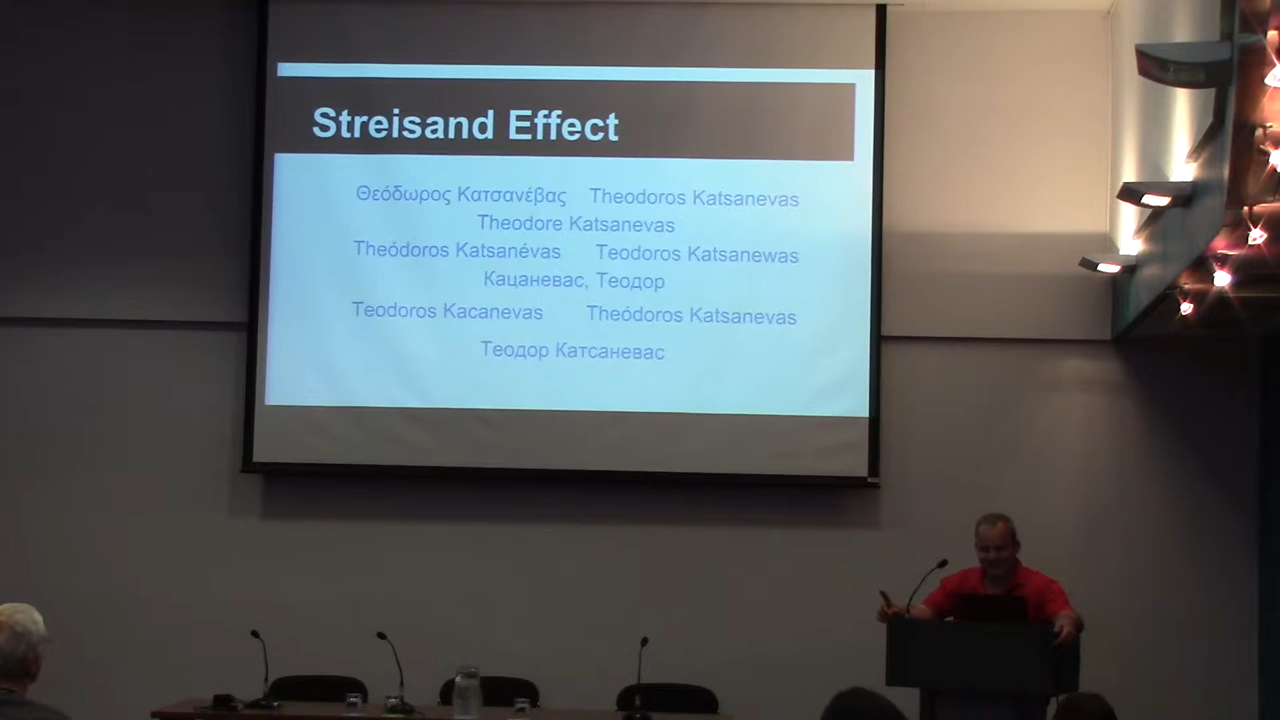 Streisand Effect
Θεόδωρος Κατσανέβας Theodoros Katsanevas
Theodore Katsanevas
Theódoros Katsanévas Teodoros Katsanewas
Кацаневас, Теодор
Teodoros Kacanevas Theódoros Katsanevas
Теодор Катсаневас